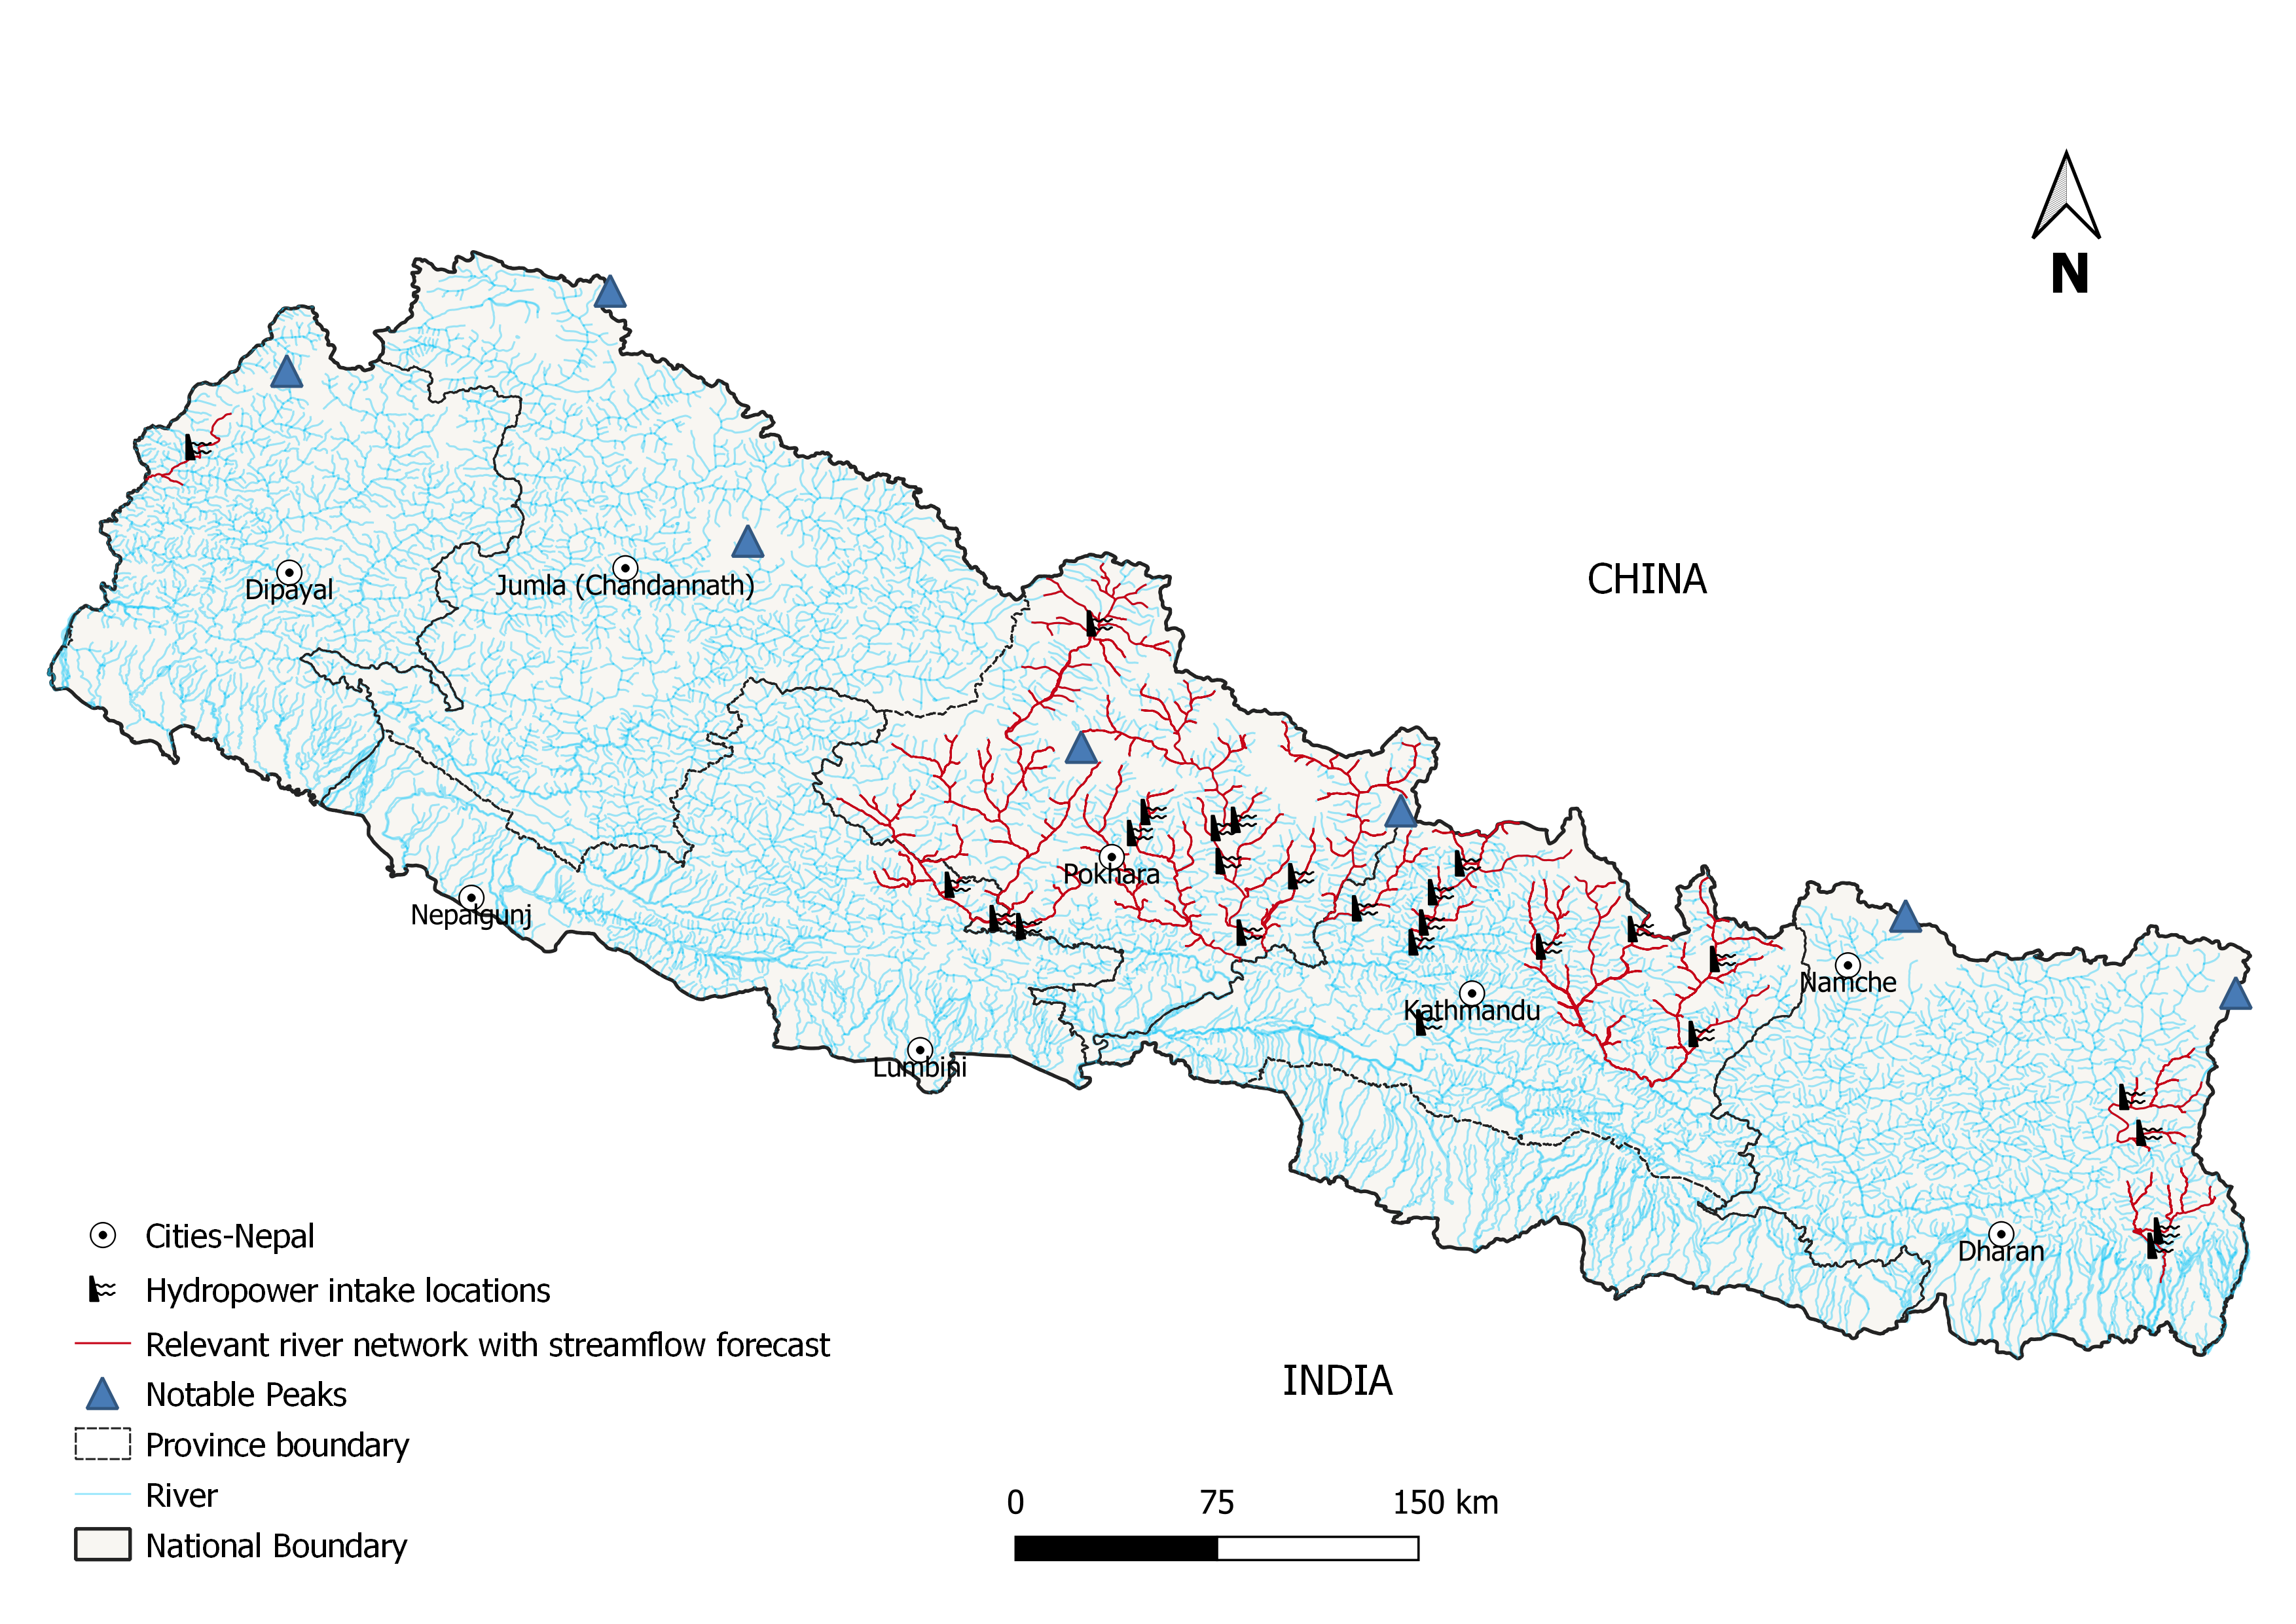 N
CHINA
Dipayal
Jumla (Chandannath)
Pokhara
Nepalgunj
Namche
Kathmandu
Lumbini
Dharan
INDIA
Cities-Nepal
Hydropower intake locations
Relevant river network with streamflow forecast
Notable Peaks
Province boundary
River
National Boundary
0 75 150 km